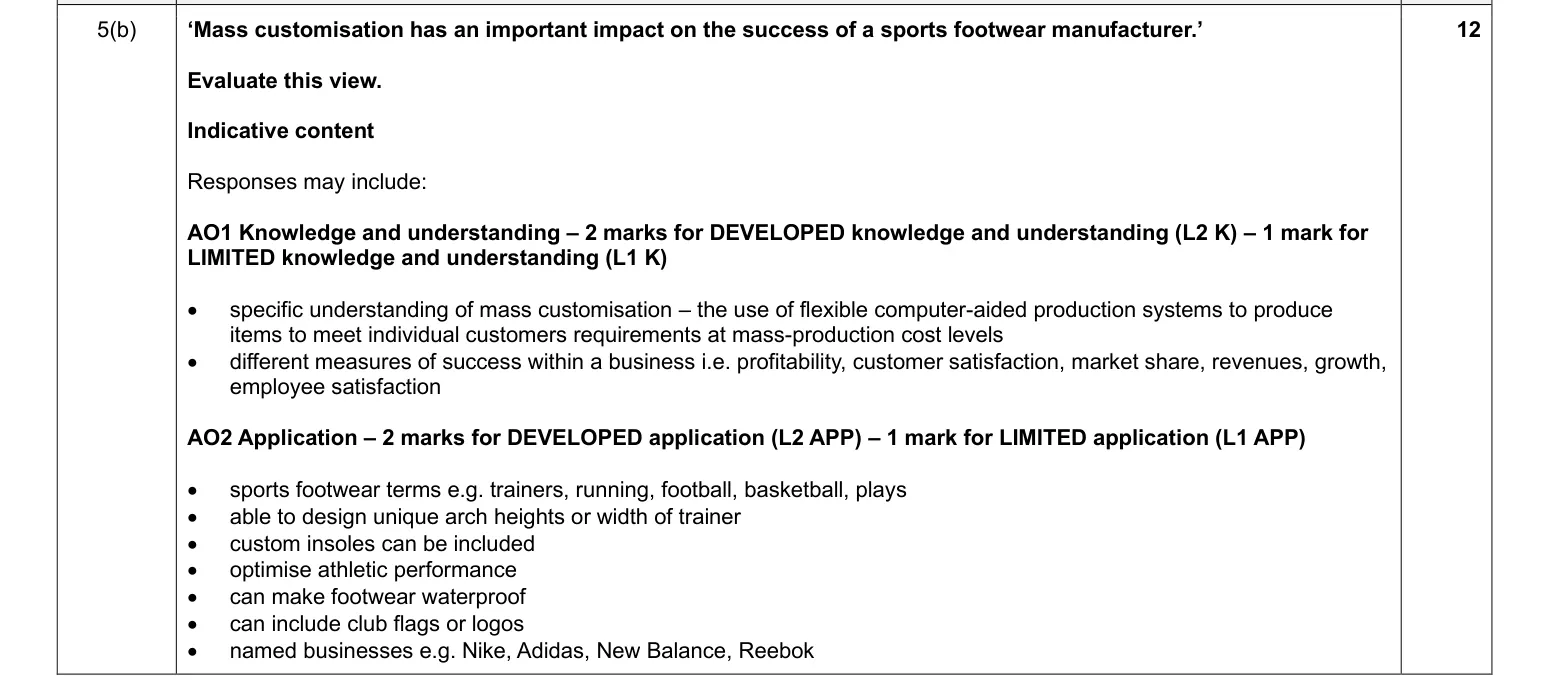 5(b)
‘Mass customisation has an important impact on the success of a sports footwear manufacturer.’
12
Evaluate this view.
Indicative content
Responses may include:
AO1 Knowledge and understanding – 2 marks for DEVELOPED knowledge and understanding (L2 K) – 1 mark for
LIMITED knowledge and understanding (L1 K)
• specific understanding of mass customisation – the use of flexible computer-aided production systems to produce
items to meet individual customers requirements at mass-production cost levels
• different measures of success within a business i.e. profitability, customer satisfaction, market share, revenues, growth,
employee satisfaction
AO2 Application – 2 marks for DEVELOPED application (L2 APP) – 1 mark for LIMITED application (L1 APP)
• sports footwear terms e.g. trainers, running, football, basketball, plays
• able to design unique arch heights or width of trainer
• custom insoles can be included
• optimise athletic performance
• can make footwear waterproof
• can include club flags or logos
• named businesses e.g. Nike, Adidas, New Balance, Reebok